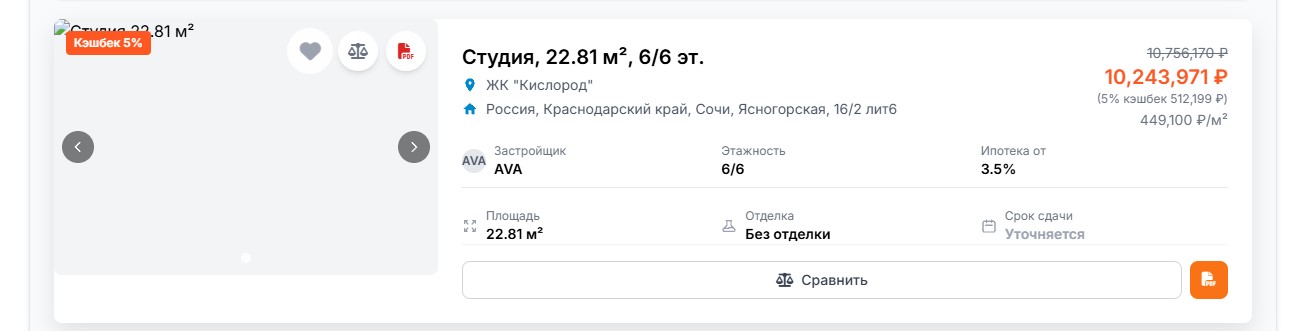 Студия, 22.81 м²
Кэшбек 5%
PDF
Студия, 22.81 м², 6/6 эт.
ЖК "Кислород"
Россия, Краснодарский край, Сочи, Ясногорская, 16/2 лит6
10,756,170 ₽
10,243,971 ₽
(5% кэшбек 512,199 ₽)
449,100 ₽/м²
AVA
Застройщик
AVA
Этажность
6/6
Ипотека от
3.5%
Площадь
22.81 м²
Отделка
Без отделки
Срок сдачи
Уточняется
Сравнить
PDF